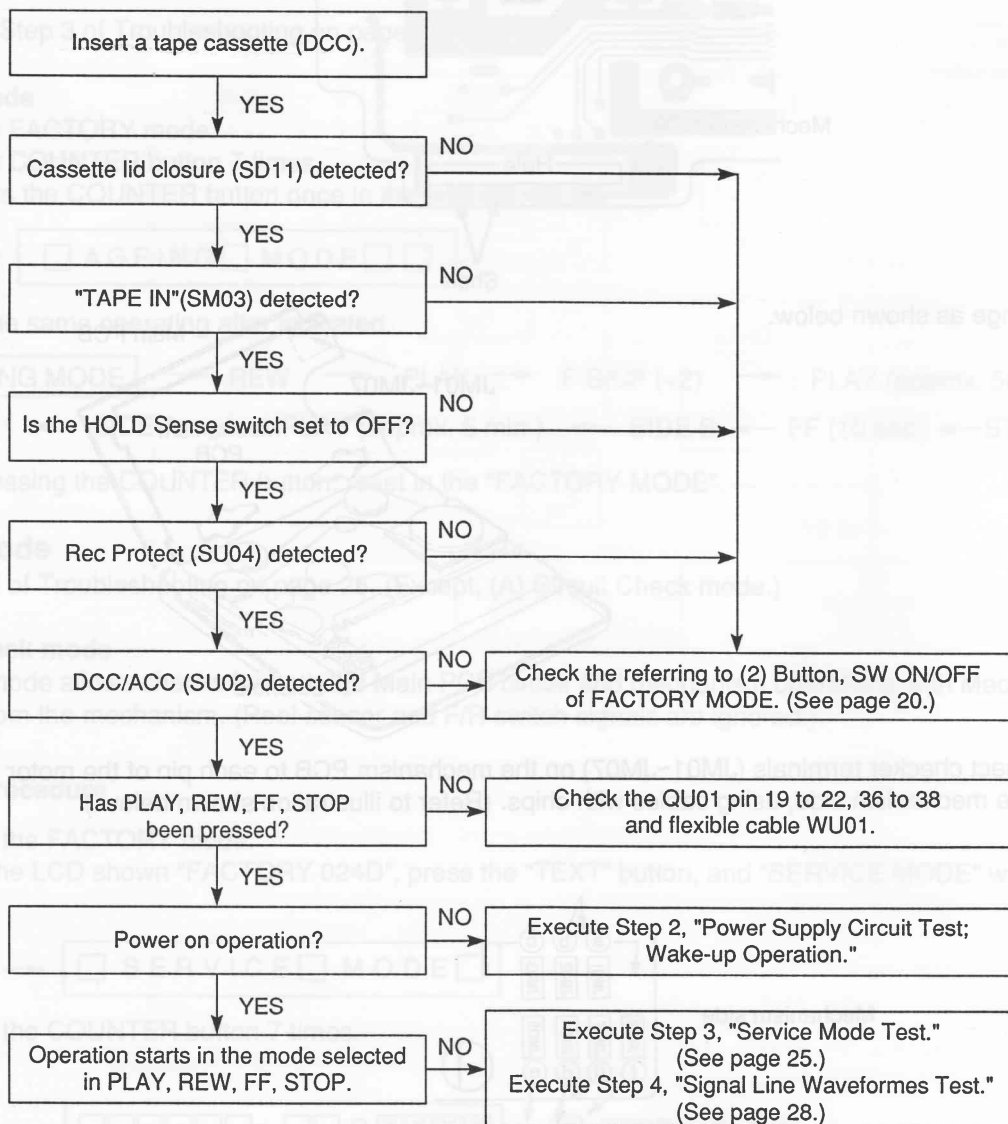 Insert a tape cassette (DCC).
YES
Cassette lid closure (SD11) detected?
NO
YES
"TAPE IN"(SM03) detected?
NO
YES
Is the HOLD Sense switch set to OFF?
NO
YES
Rec Protect (SU04) detected?
NO
YES
DCC/ACC (SU02) detected?
NO
Check the referring to (2) Button, SW ON/OFF
of FACTORY MODE. (See page 20.)
YES
Has PLAY, REW, FF, STOP
been pressed?
NO
Check the QU01 pin 19 to 22, 36 to 38
and flexible cable WU01.
YES
Power on operation?
NO
Execute Step 2, "Power Supply Circuit Test;
Wake-up Operation."
YES
Operation starts in the mode selected
in PLAY, REW, FF, STOP.
NO
Execute Step 3, "Service Mode Test."
(See page 25.)
Execute Step 4, "Signal Line Waveformes Test."
(See page 28.)